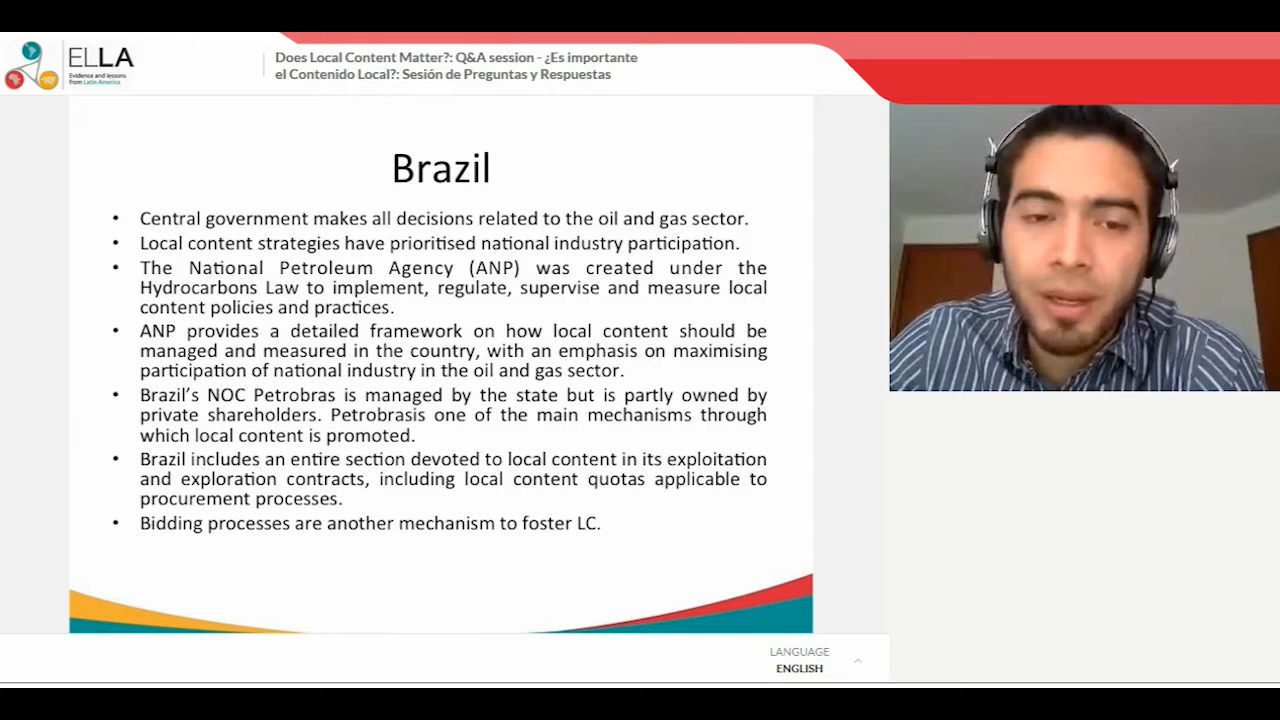 ELLA
Evidence and lessons
from Latin America
Does Local Content Matter?: Q&A session - ¿Es importante
el Contenido Local?: Sesión de Preguntas y Respuestas
Brazil
• Central government makes all decisions related to the oil and gas sector.
• Local content strategies have prioritised national industry participation.
• The National Petroleum Agency (ANP) was created under the
Hydrocarbons Law to implement, regulate, supervise and measure local
content policies and practices.
• ANP provides a detailed framework on how local content should be
managed and measured in the country, with an emphasis on maximising
participation of national industry in the oil and gas sector.
• Brazil's NOC Petrobras is managed by the state but is partly owned by
private shareholders. Petrobrasis one of the main mechanisms through
which local content is promoted.
• Brazil includes an entire section devoted to local content in its exploitation
and exploration contracts, including local content quotas applicable to
procurement processes.
• Bidding processes are another mechanism to foster LC.
LANGUAGE
ENGLISH